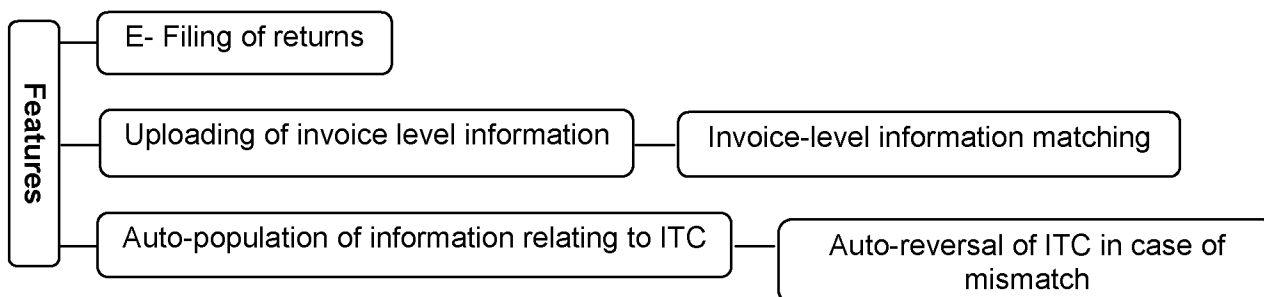 Features
E- Filing of returns
Uploading of invoice level information
Invoice-level information matching
Auto-population of information relating to ITC
Auto-reversal of ITC in case of
mismatch